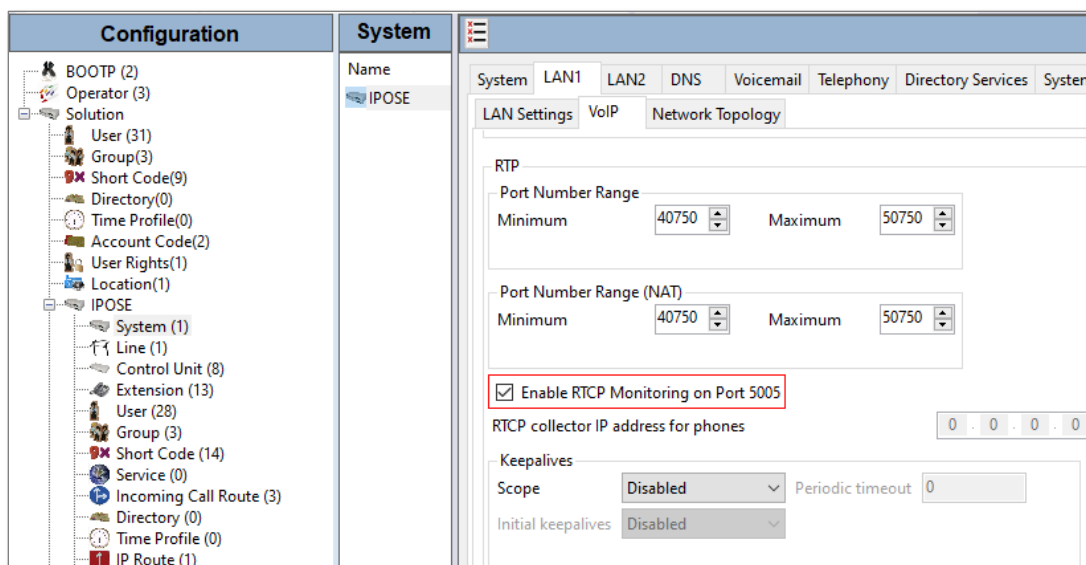 Configuration
BOOTP (2)
Operator (3)
Solution
User (31)
Group(3)
Short Code(9)
Directory(0)
Time Profile(0)
Account Code(2)
User Rights(1)
Location(1)
IPOSE
System (1)
Line (1)
Control Unit (8)
Extension (13)
User (28)
Group (3)
Short Code (14)
Service (0)
Incoming Call Route (3)
Directory (0)
Time Profile (0)
IP Route (1)
System
Name
IPOSE
System LAN1 LAN2 DNS Voicemail Telephony Directory Services System
LAN Settings VoIP Network Topology
RTP
Port Number Range
Minimum 40750 Maximum 50750
Port Number Range (NAT)
Minimum 40750 Maximum 50750
Enable RTCP Monitoring on Port 5005
RTCP collector IP address for phones 0 . 0 . 0 . 0
Keepalives
Scope Disabled Periodic timeout 0
Initial keepalives Disabled